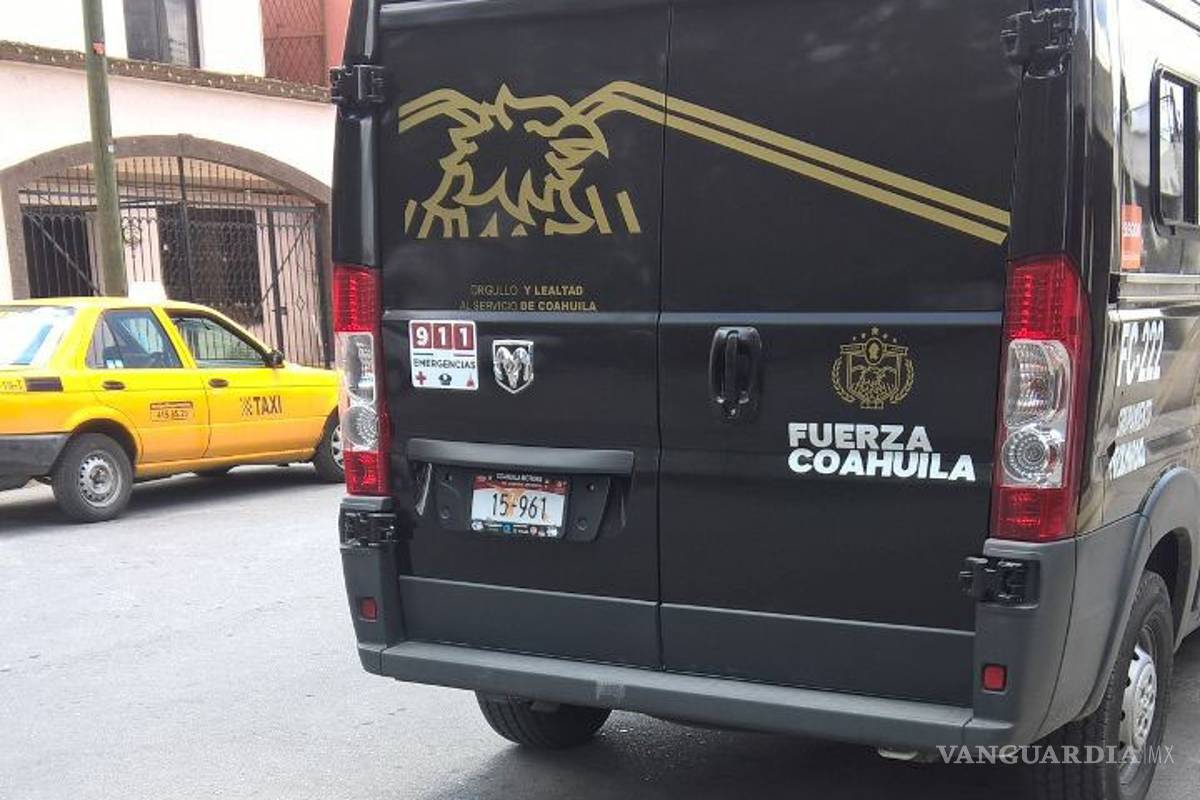 ORGULLO Y LEALTAD
AL SERVICIO DE COAHUILA
911
EMERGENCIAS
15-961
FUERZA
COAHUILA
FC-222
TAXI
VANGUARDIA MX